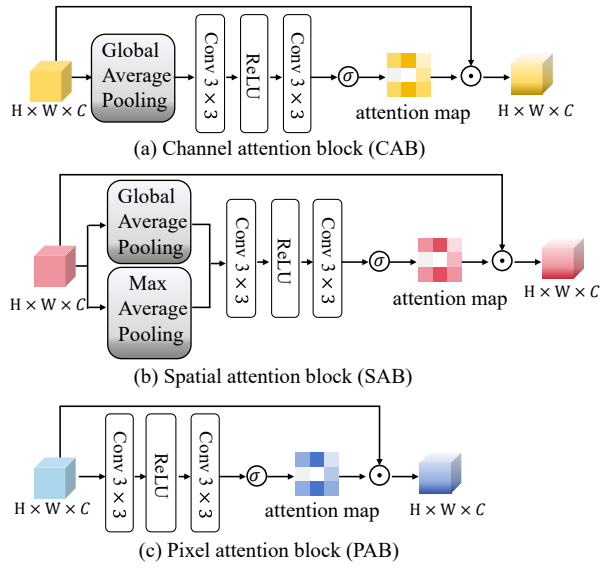 Global
Average
Pooling
Conv 3 × 3
ReLU
Conv 3 × 3
σ
attention map
H × W × C
H × W × C
(a) Channel attention block (CAB)
Global
Average
Pooling
Max
Average
Pooling
Conv 3 × 3
ReLU
Conv 3 × 3
σ
attention map
H × W × C
H × W × C
(b) Spatial attention block (SAB)
Conv 3 × 3
ReLU
Conv 3 × 3
σ
attention map
H × W × C
H × W × C
(c) Pixel attention block (PAB)